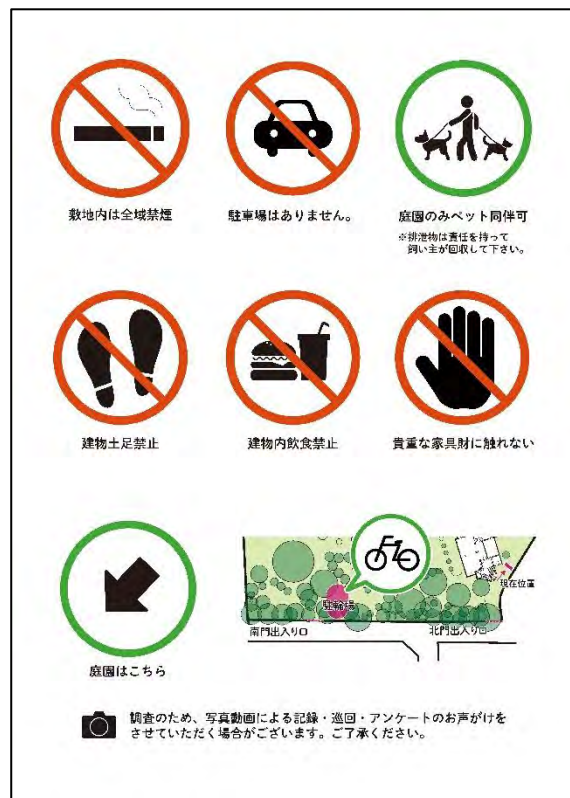 敷地内は全域禁煙
駐車場はありません。
庭園のみペット同伴可
※排泄物は責任を持って
飼い主が回収して下さい。
建物土足禁止
建物内飲食禁止
貴重な家具財に触れない
庭園はこちら
駐輪場
現在位置
南門出入り口
北門出入り口
調査のため、写真動画による記録・巡回・アンケートのお声がけを
させていただく場合がございます。ご了承ください。